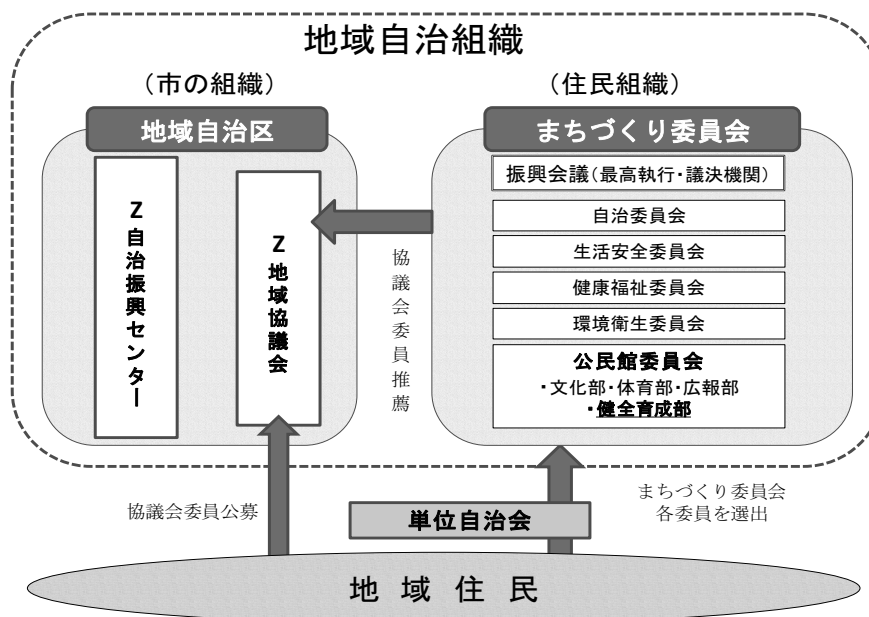 地域自治組織
（市の組織）
地域自治区
Z自治振興センター
Z地域協議会
協議会委員推薦
（住民組織）
まちづくり委員会
振興会議（最高執行・議決機関）
自治委員会
生活安全委員会
健康福祉委員会
環境衛生委員会
公民館委員会
・文化部・体育部・広報部
・健全育成部
協議会委員公募
まちづくり委員会
各委員を選出
単位自治会
地域住民